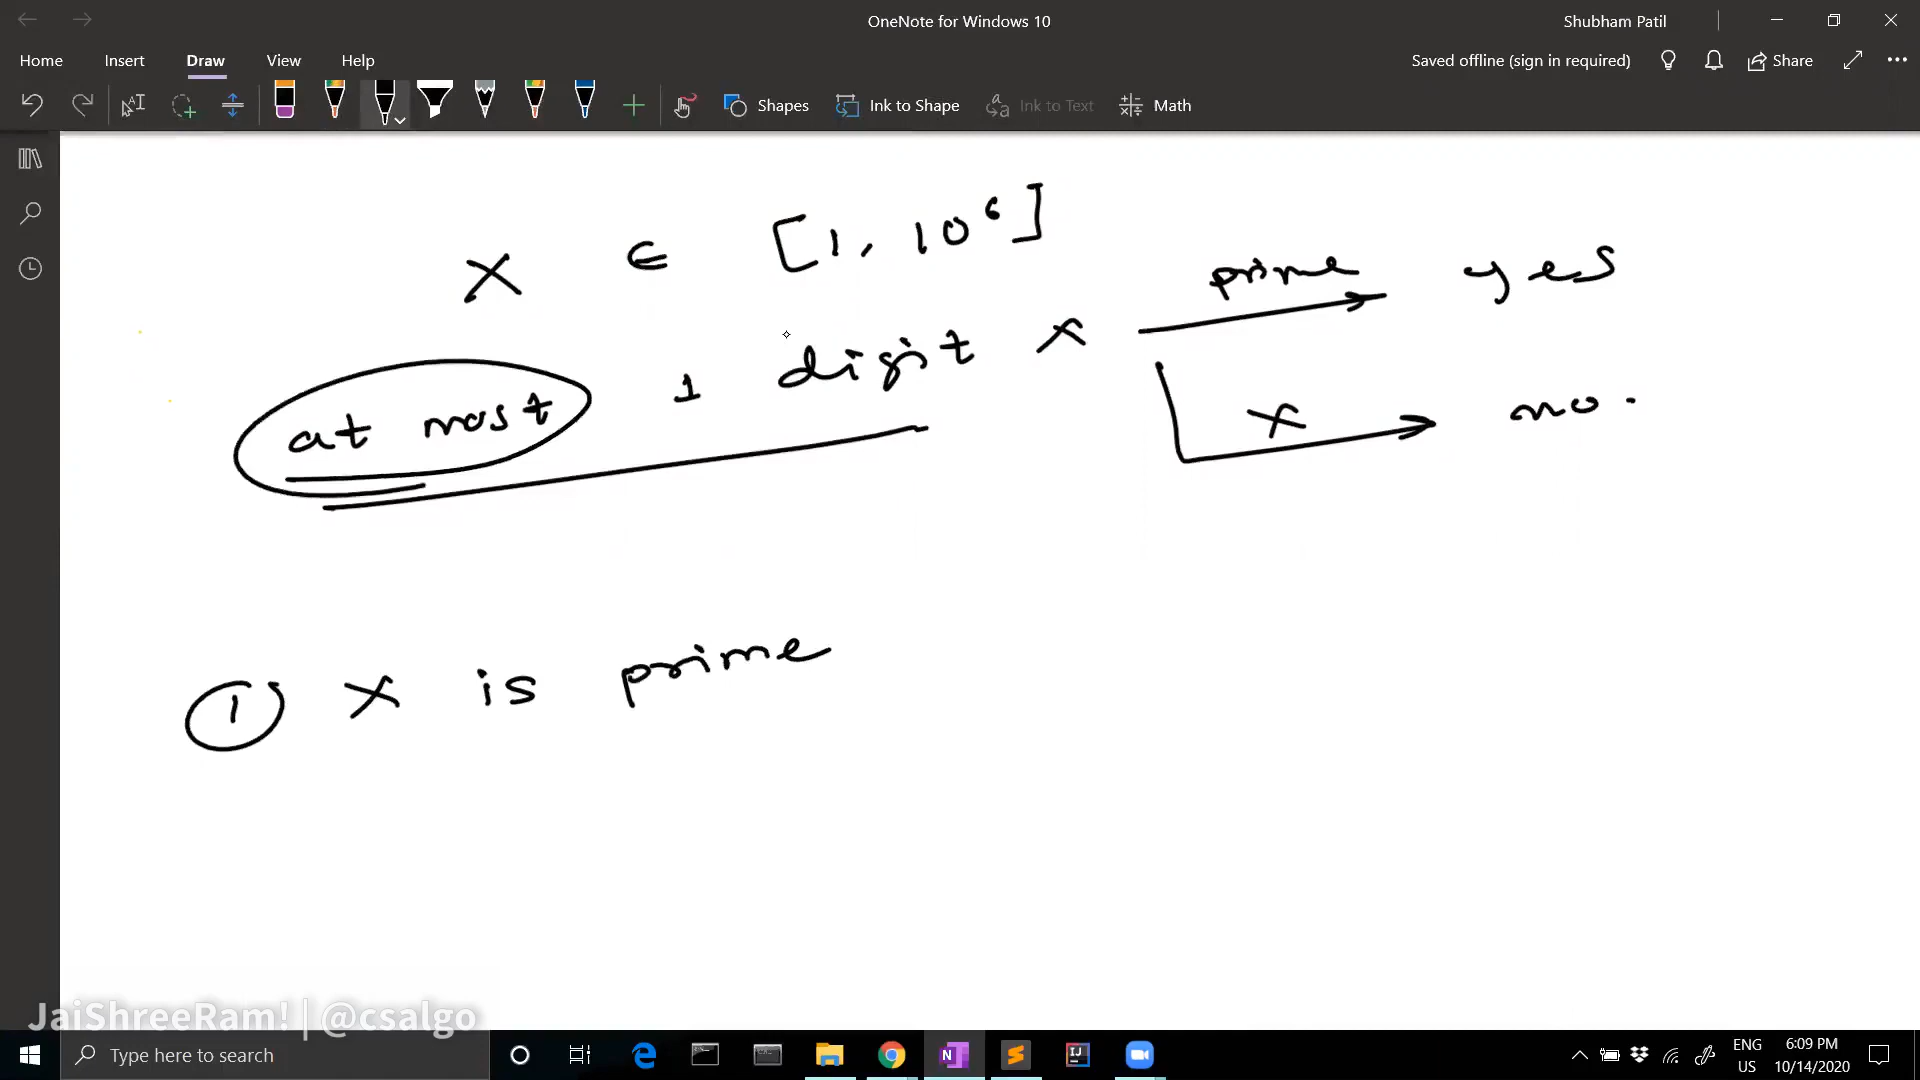 OneNote for Windows 10
Shubham Patil
Home Insert Draw View Help
Saved offline (sign in required)
Share
Shapes
Ink to Shape
Ink to Text
Math
X ∈ [1, 10⁶]
prime yes
at most 1 digit x
x no.
① X is prime
JaiShreeRam! | @csalgo
Type here to search
ENG
US
6:09 PM
10/14/2020